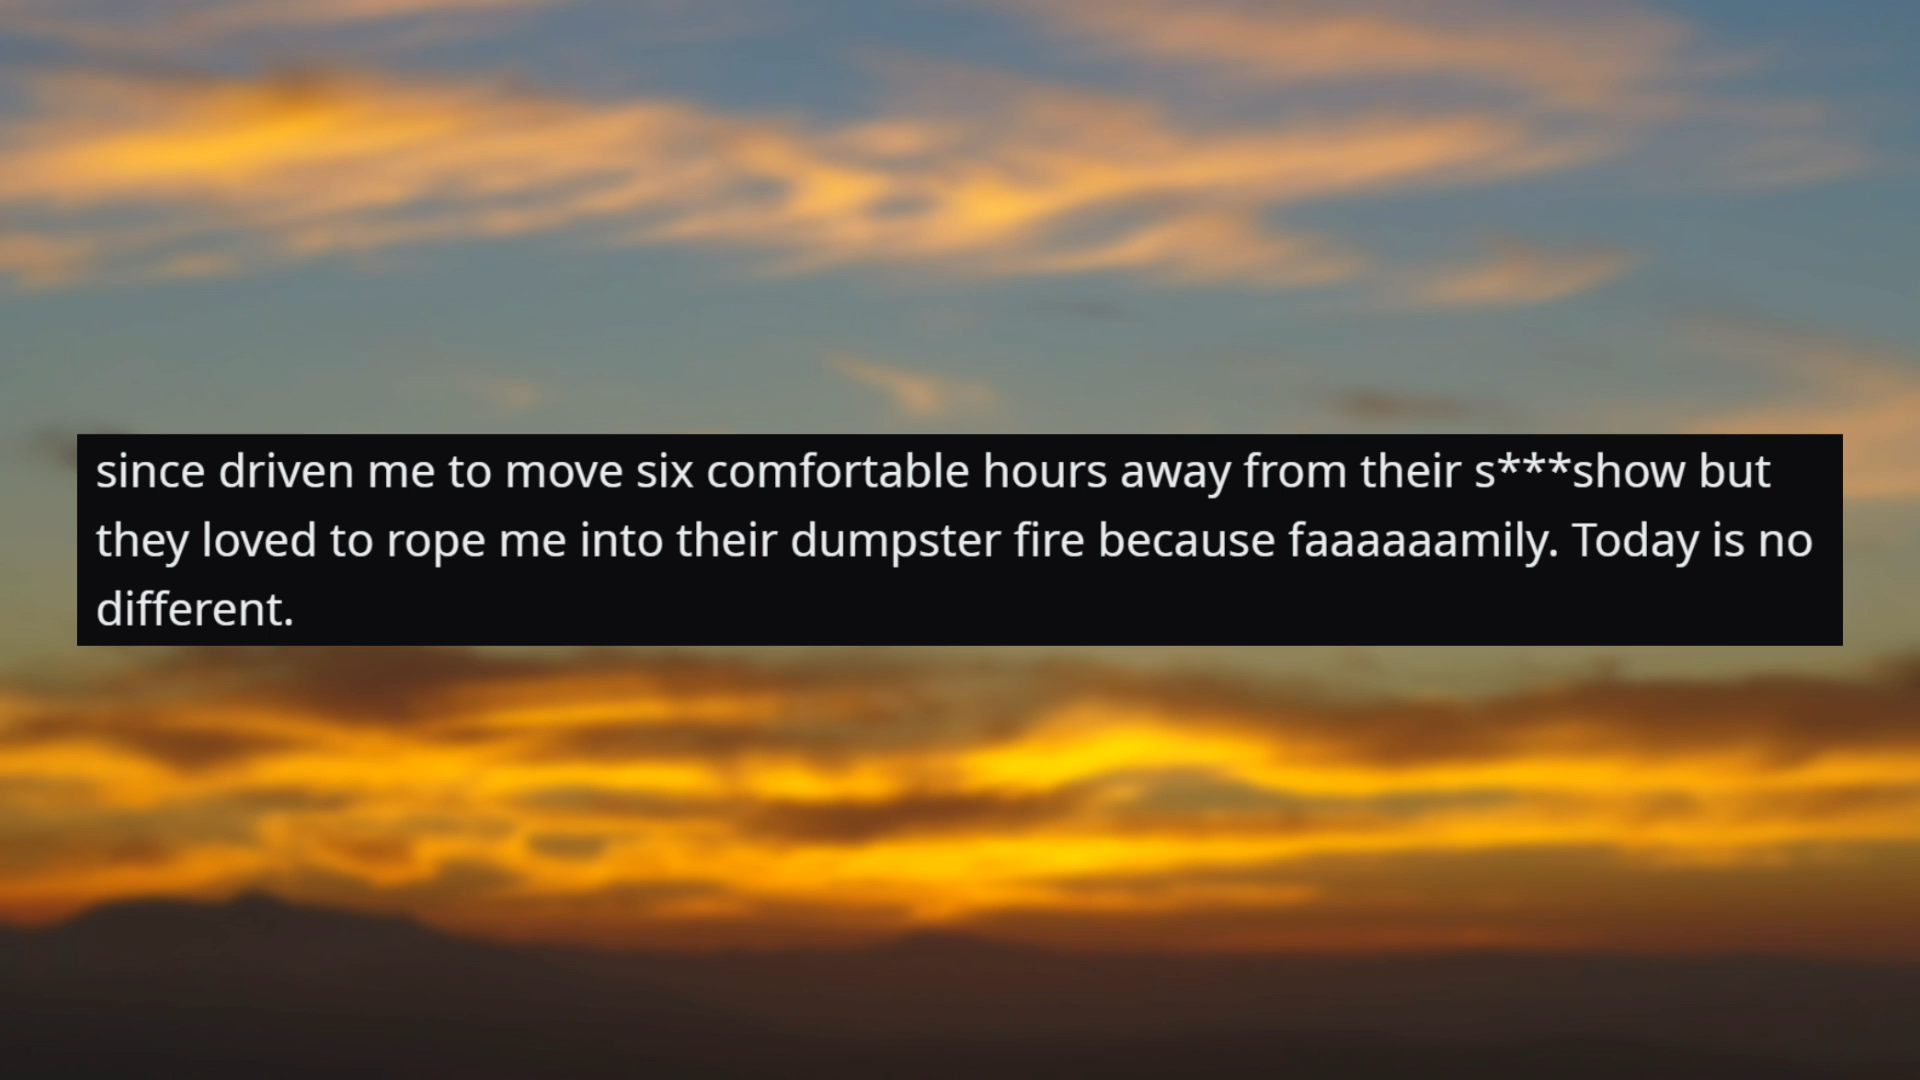 since driven me to move six comfortable hours away from their s***show but
they loved to rope me into their dumpster fire because faaaaaamily. Today is no
different.